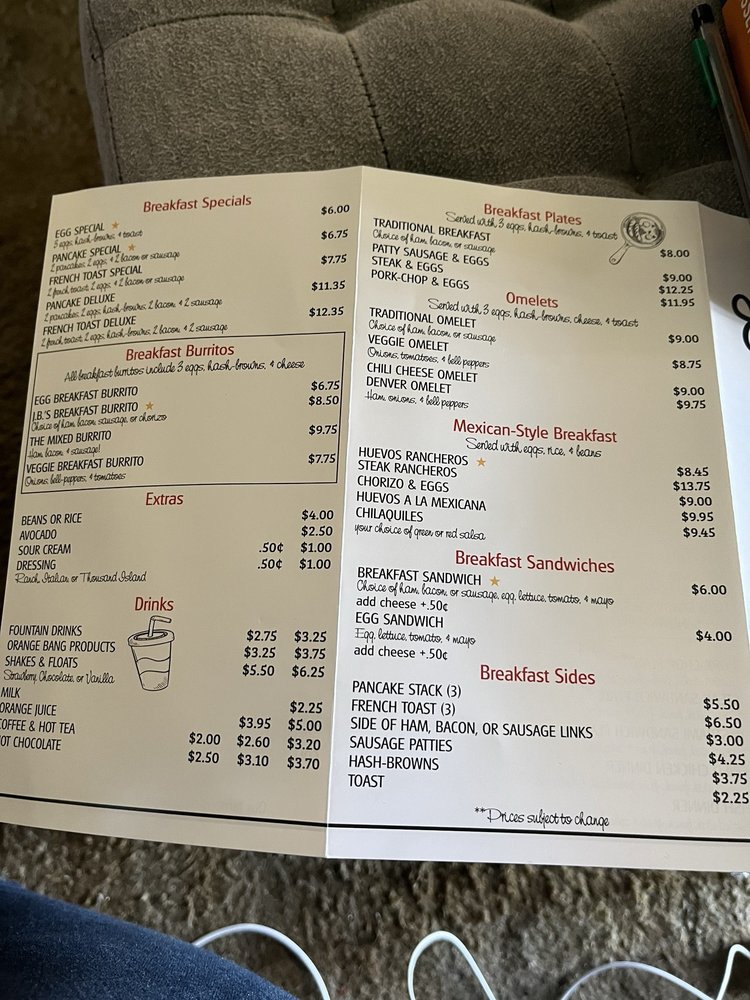 Breakfast Specials
EGG SPECIAL ★ $6.00
3 eggs, hash-browns, & toast
PANCAKE SPECIAL ★ $6.75
2 pancakes, 2 eggs, & 2 bacon or sausage
FRENCH TOAST SPECIAL $7.75
2 french toast, 2 eggs, & 2 bacon or sausage
PANCAKE DELUXE $11.35
2 pancakes, 2 eggs, hash-browns, 2 bacon, & 2 sausage
FRENCH TOAST DELUXE $12.35
2 french toast, 2 eggs, hash-browns, 2 bacon, & 2 sausage
Breakfast Burritos
All breakfast burritos include 3 eggs, hash-browns, & cheese
EGG BREAKFAST BURRITO $6.75
J.B.'S BREAKFAST BURRITO ★ $8.50
Choice of ham, bacon, sausage, or chorizo
THE MIXED BURRITO $9.75
Ham, bacon, & sausage!
VEGGIE BREAKFAST BURRITO $7.75
Onions, bell-peppers, & tomatoes
Extras
BEANS OR RICE $4.00
AVOCADO $2.50
SOUR CREAM .50¢ $1.00
DRESSING .50¢ $1.00
Ranch, Italian, or Thousand Island
Drinks
FOUNTAIN DRINKS $2.75 $3.25
ORANGE BANG PRODUCTS $3.25 $3.75
SHAKES & FLOATS $5.50 $6.25
Strawberry, Chocolate, or Vanilla
MILK $2.25
ORANGE JUICE $3.95 $5.00
COFFEE & HOT TEA $2.00 $2.60 $3.20
HOT CHOCOLATE $2.50 $3.10 $3.70
Breakfast Plates
Served with 3 eggs, hash-browns, & toast
TRADITIONAL BREAKFAST $8.00
Choice of ham, bacon, or sausage
PATTY SAUSAGE & EGGS $9.00
STEAK & EGGS $12.25
PORK-CHOP & EGGS $11.95
Omelets
Served with 3 eggs, hash-browns, cheese, & toast
TRADITIONAL OMELET $9.00
Choice of ham, bacon, or sausage
VEGGIE OMELET $8.75
Onions, tomatoes, & bell peppers
CHILI CHEESE OMELET $9.00
DENVER OMELET $9.75
Ham, onions, & bell peppers
Mexican-Style Breakfast
Served with eggs, rice, & beans
HUEVOS RANCHEROS ★ $8.45
STEAK RANCHEROS $13.75
CHORIZO & EGGS $9.00
HUEVOS A LA MEXICANA $9.95
CHILAQUILES $9.45
your choice of green or red salsa
Breakfast Sandwiches
BREAKFAST SANDWICH ★ $6.00
Choice of ham, bacon, or sausage, egg, lettuce, tomato, & mayo
add cheese +.50¢
EGG SANDWICH $4.00
Egg, lettuce, tomato, & mayo
add cheese +.50¢
Breakfast Sides
PANCAKE STACK (3) $5.50
FRENCH TOAST (3) $6.50
SIDE OF HAM, BACON, OR SAUSAGE LINKS $3.00
SAUSAGE PATTIES $4.25
HASH-BROWNS $3.75
TOAST $2.25
**Prices subject to change